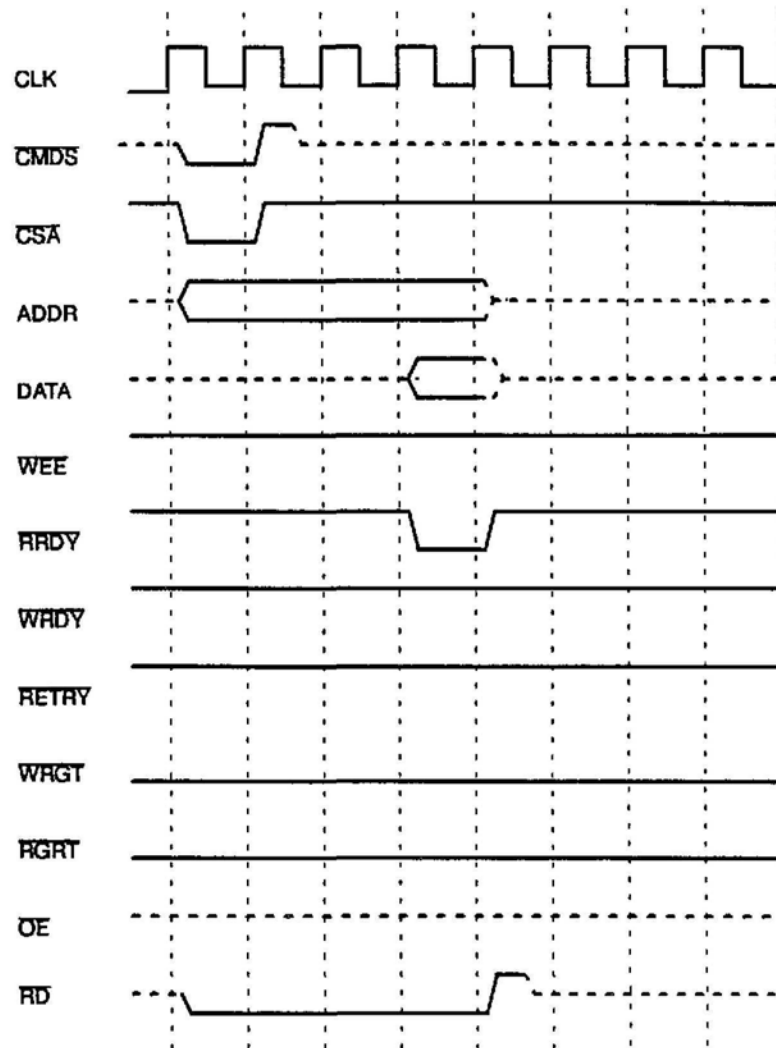 CLK
CMDS
CSA
ADDR
DATA
WEE
RRDY
WRDY
RETRY
WRGT
RGRT
OE
RD